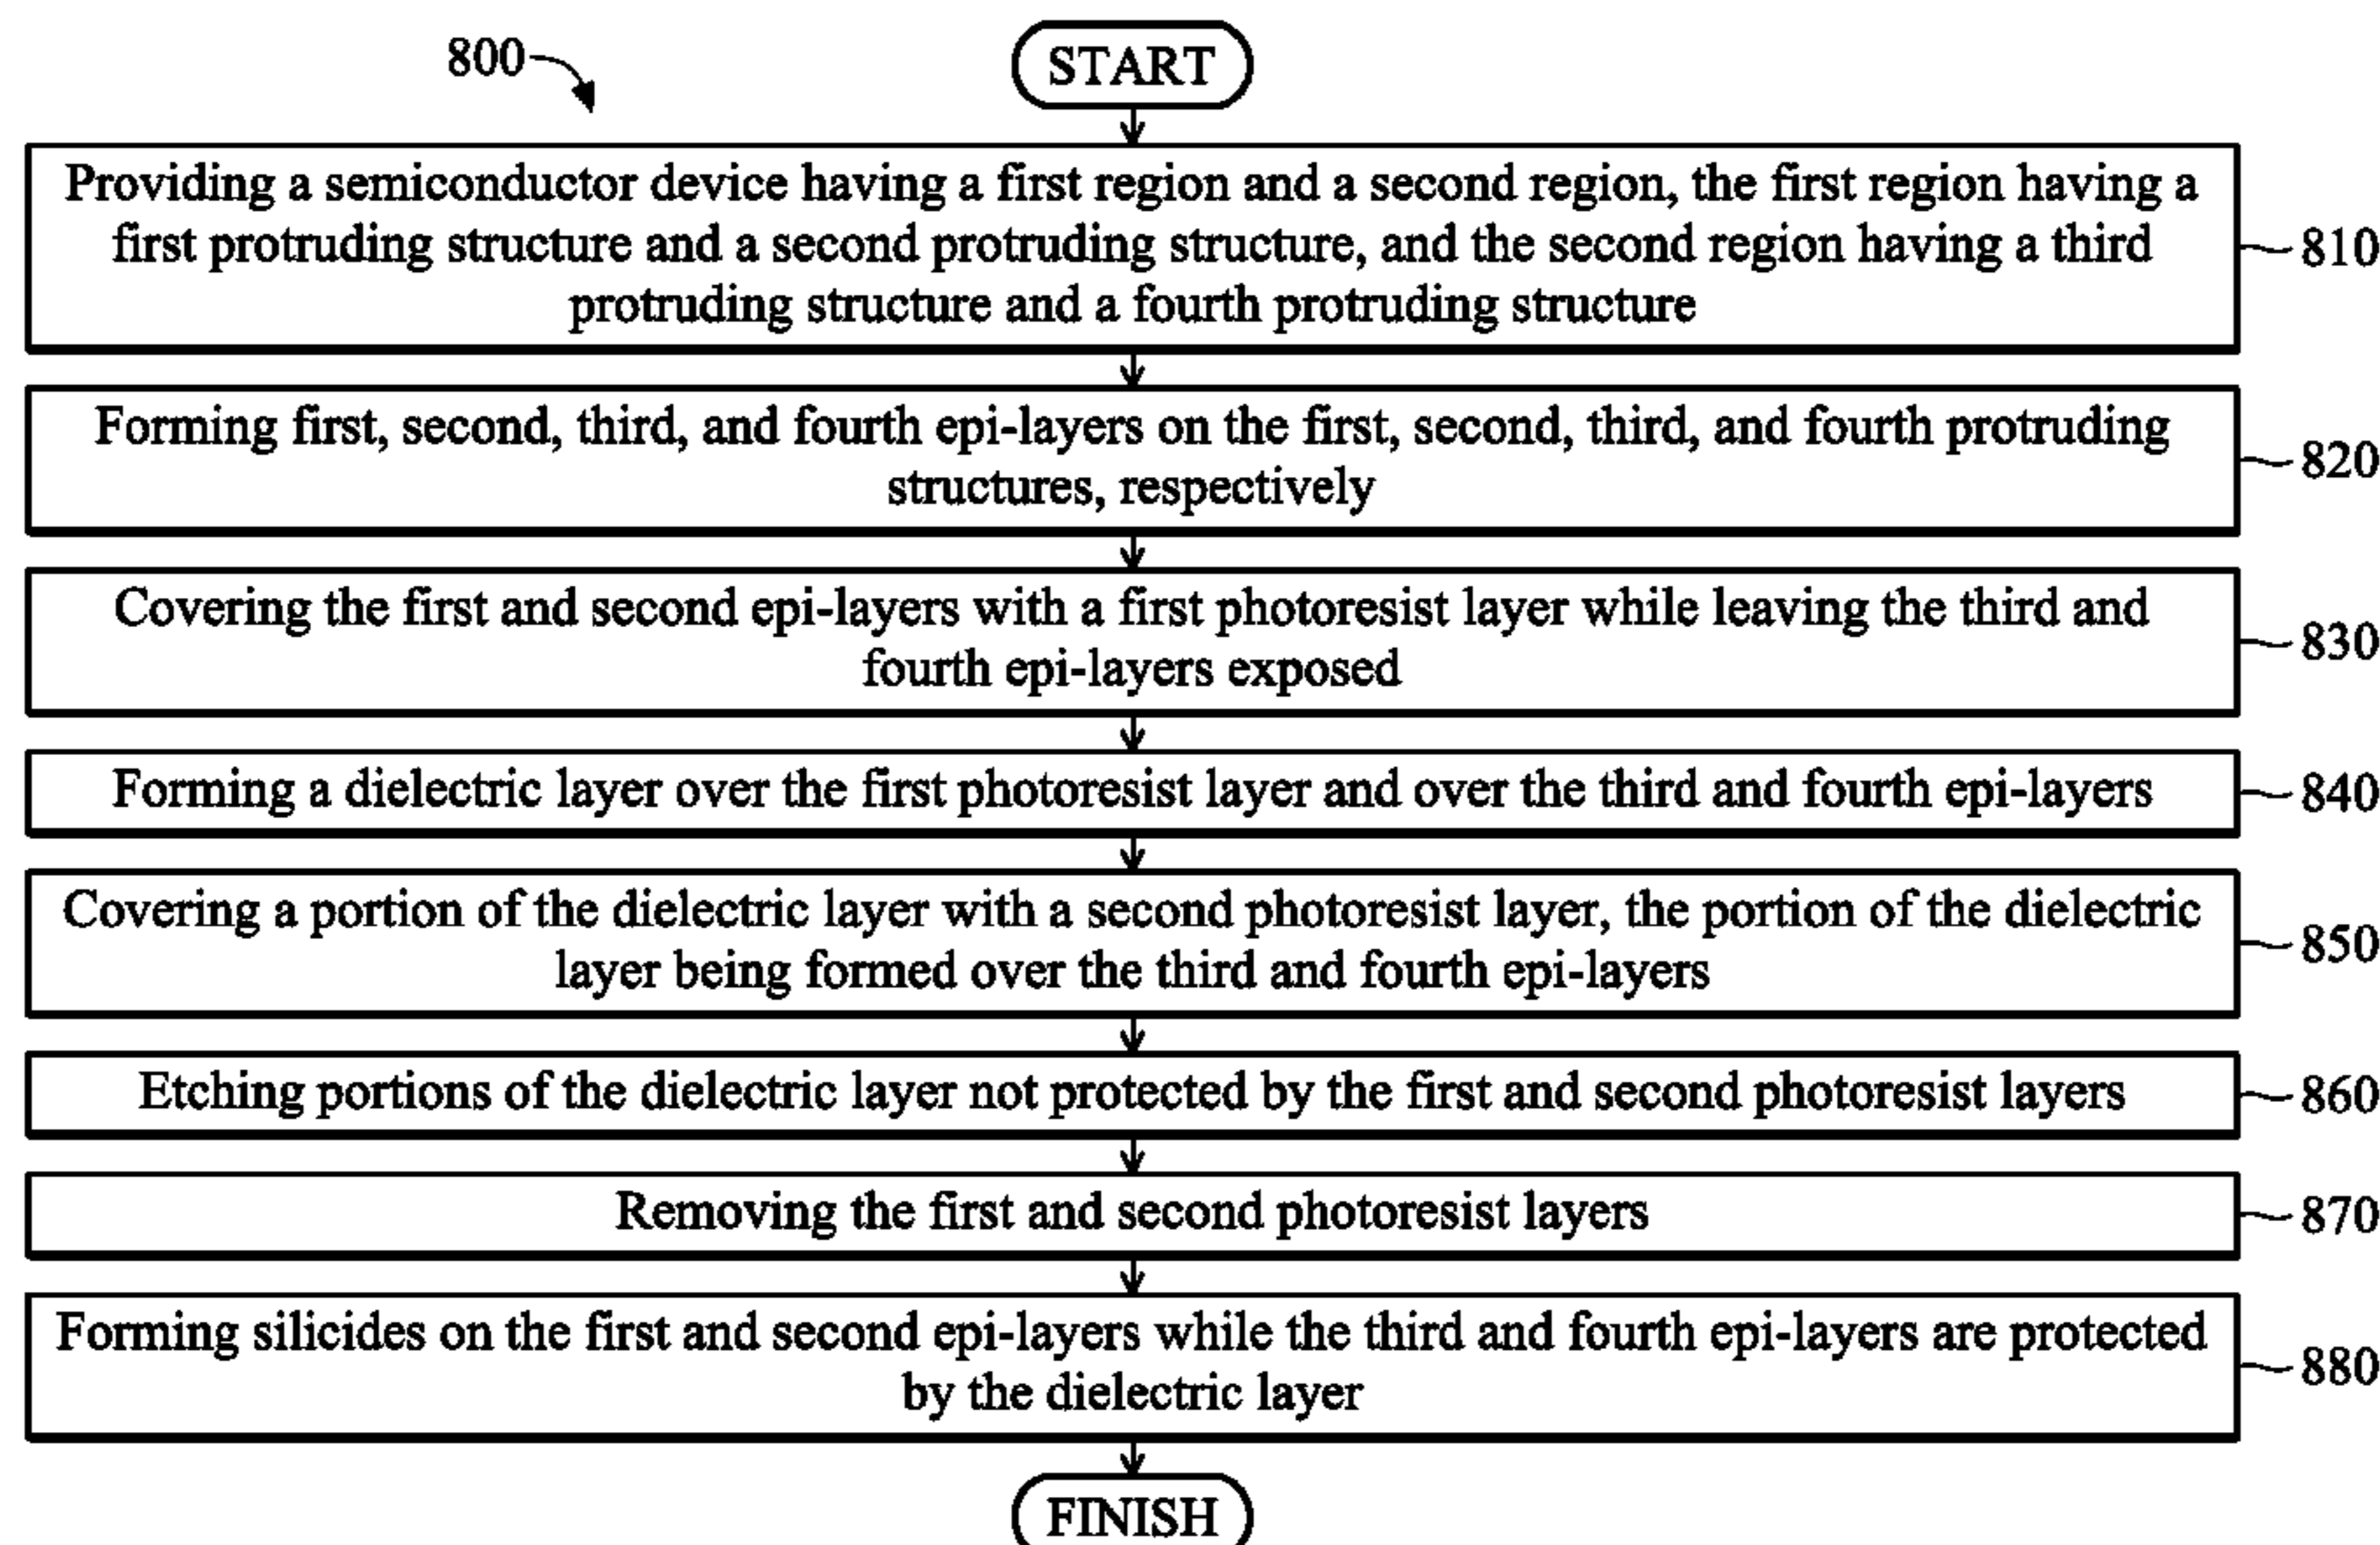 800
START
Providing a semiconductor device having a first region and a second region, the first region having a
first protruding structure and a second protruding structure, and the second region having a third
protruding structure and a fourth protruding structure
810
Forming first, second, third, and fourth epi-layers on the first, second, third, and fourth protruding
structures, respectively
820
Covering the first and second epi-layers with a first photoresist layer while leaving the third and
fourth epi-layers exposed
830
Forming a dielectric layer over the first photoresist layer and over the third and fourth epi-layers
840
Covering a portion of the dielectric layer with a second photoresist layer, the portion of the dielectric
layer being formed over the third and fourth epi-layers
850
Etching portions of the dielectric layer not protected by the first and second photoresist layers
860
Removing the first and second photoresist layers
870
Forming silicides on the first and second epi-layers while the third and fourth epi-layers are protected
by the dielectric layer
880
FINISH